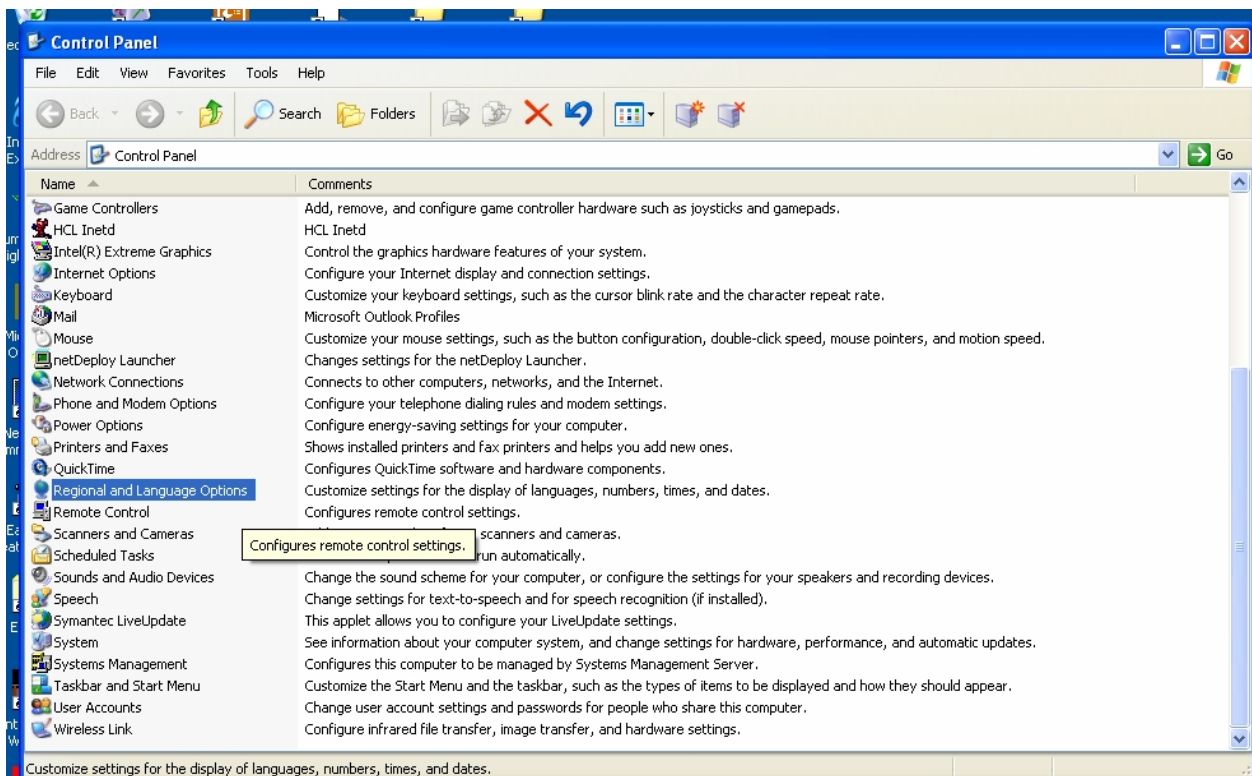 Control Panel
File Edit View Favorites Tools Help
Back Search Folders
Address Control Panel Go
Name Comments
Game Controllers Add, remove, and configure game controller hardware such as joysticks and gamepads.
HCL Inetd HCL Inetd
Intel(R) Extreme Graphics Control the graphics hardware features of your system.
Internet Options Configure your Internet display and connection settings.
Keyboard Customize your keyboard settings, such as the cursor blink rate and the character repeat rate.
Mail Microsoft Outlook Profiles
Mouse Customize your mouse settings, such as the button configuration, double-click speed, mouse pointers, and motion speed.
netDeploy Launcher Changes settings for the netDeploy Launcher.
Network Connections Connects to other computers, networks, and the Internet.
Phone and Modem Options Configure your telephone dialing rules and modem settings.
Power Options Configure energy-saving settings for your computer.
Printers and Faxes Shows installed printers and fax printers and helps you add new ones.
QuickTime Configures QuickTime software and hardware components.
Regional and Language Options Customize settings for the display of languages, numbers, times, and dates.
Remote Control Configures remote control settings.
Scanners and Cameras scanners and cameras.
Configures remote control settings.
Scheduled Tasks run automatically.
Sounds and Audio Devices Change the sound scheme for your computer, or configure the settings for your speakers and recording devices.
Speech Change settings for text-to-speech and for speech recognition (if installed).
Symantec LiveUpdate This applet allows you to configure your LiveUpdate settings.
System See information about your computer system, and change settings for hardware, performance, and automatic updates.
Systems Management Configures this computer to be managed by Systems Management Server.
Taskbar and Start Menu Customize the Start Menu and the taskbar, such as the types of items to be displayed and how they should appear.
User Accounts Change user account settings and passwords for people who share this computer.
Wireless Link Configure infrared file transfer, image transfer, and hardware settings.
Customize settings for the display of languages, numbers, times, and dates.